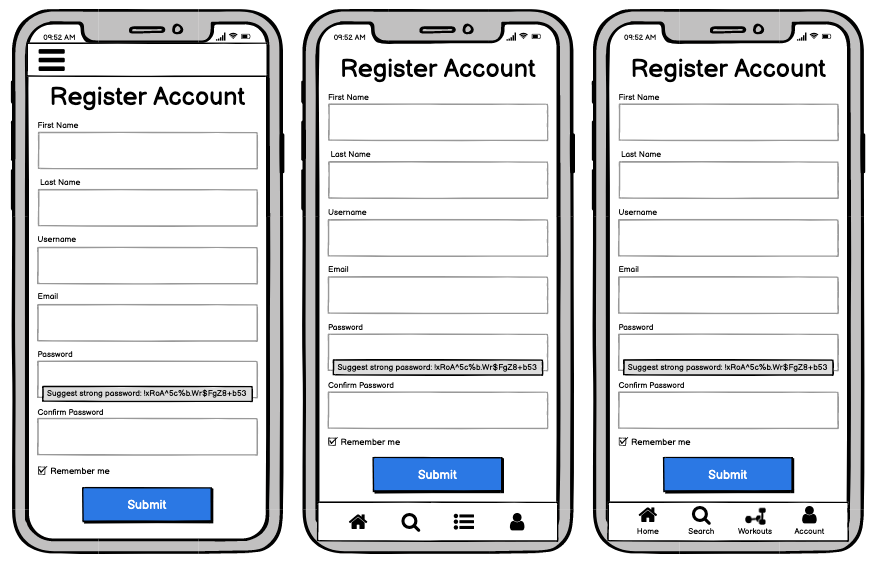 09:52 AM
Register Account
First Name
Last Name
Username
Email
Password
Suggest strong password: !xRoA^5c%b.Wr$FgZ8+b53
Confirm Password
Remember me
Submit
09:52 AM
Register Account
First Name
Last Name
Username
Email
Password
Suggest strong password: !xRoA^5c%b.Wr$FgZ8+b53
Confirm Password
Remember me
Submit
09:52 AM
Register Account
First Name
Last Name
Username
Email
Password
Suggest strong password: !xRoA^5c%b.Wr$FgZ8+b53
Confirm Password
Remember me
Submit
Home Search Workouts Account